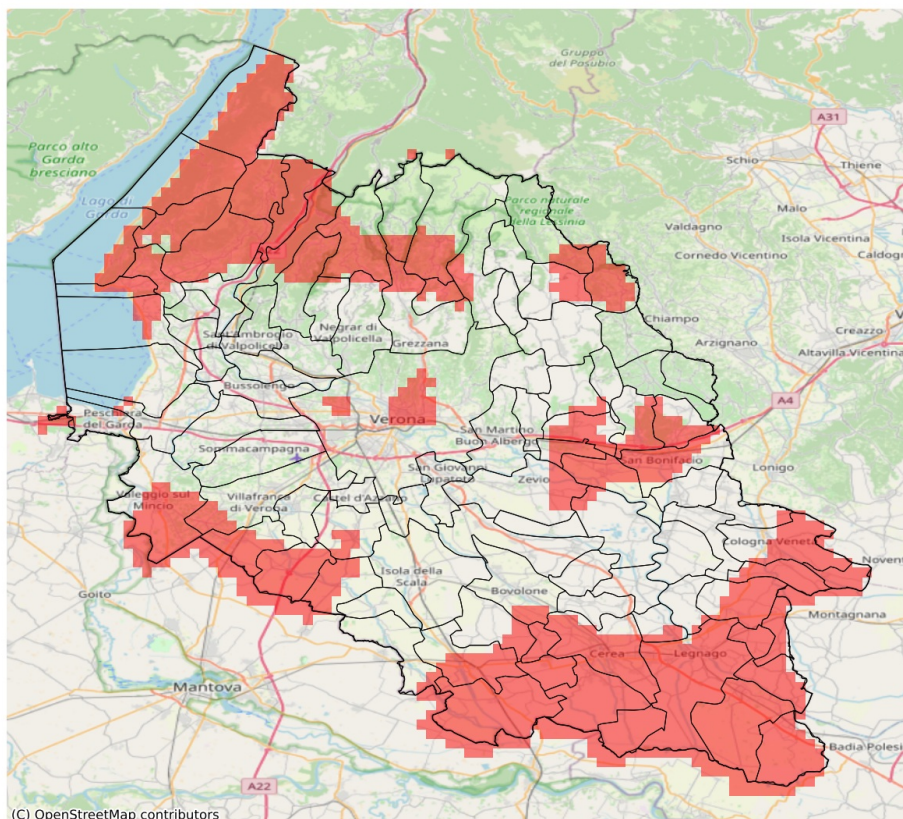 Gruppo
del Posubio
A31
Parco alto
Garda
bresciano
Schio
Thiene
Lago di
Garda
Parco naturale
regionale
della Lessinia
Malo
Valdagno
Isola Vicentina
Cornedo Vicentino
Caldogn
Chiampo
V
Sant'Ambrogio
di Valpolicella
Negrar di
Valpolicella
Grezzana
Arzignano
Creazzo
Altavilla Vicentina
Bussolengo
A4
Peschiera
del Garda
Verona
San Martino
Buon Albergo
Sommacampagna
San Bonifacio
Lonigo
San Giovanni
Lupatoto
Zevio
Valeggio sul
Mincio
Villafranca
di Verona
Castel d'Azzano
Cologna Veneta
Noven
Isola della
Scala
Goito
Bovolone
Montagnana
Cerea
Legnago
Mantova
Badia Polesi
A22
(C) OpenStreetMap contributors